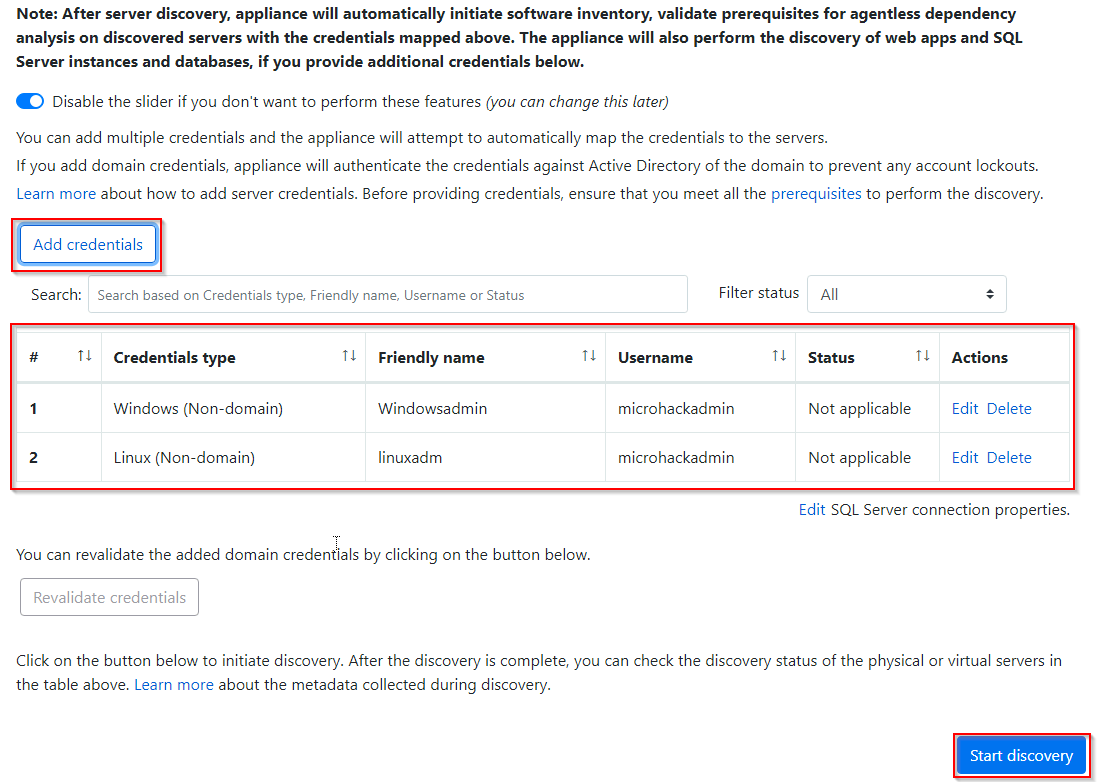 Note: After server discovery, appliance will automatically initiate software inventory, validate prerequisites for agentless dependency
analysis on discovered servers with the credentials mapped above. The appliance will also perform the discovery of web apps and SQL
Server instances and databases, if you provide additional credentials below.
Disable the slider if you don't want to perform these features (you can change this later)
You can add multiple credentials and the appliance will attempt to automatically map the credentials to the servers.
If you add domain credentials, appliance will authenticate the credentials against Active Directory of the domain to prevent any account lockouts.
Learn more about how to add server credentials. Before providing credentials, ensure that you meet all the prerequisites to perform the discovery.
Add credentials
Search: Search based on Credentials type, Friendly name, Username or Status Filter status All
# Credentials type Friendly name Username Status Actions
1 Windows (Non-domain) Windowsadmin microhackadmin Not applicable Edit Delete
2 Linux (Non-domain) linuxadm microhackadmin Not applicable Edit Delete
Edit SQL Server connection properties.
You can revalidate the added domain credentials by clicking on the button below.
Revalidate credentials
Click on the button below to initiate discovery. After the discovery is complete, you can check the discovery status of the physical or virtual servers in
the table above. Learn more about the metadata collected during discovery.
Start discovery